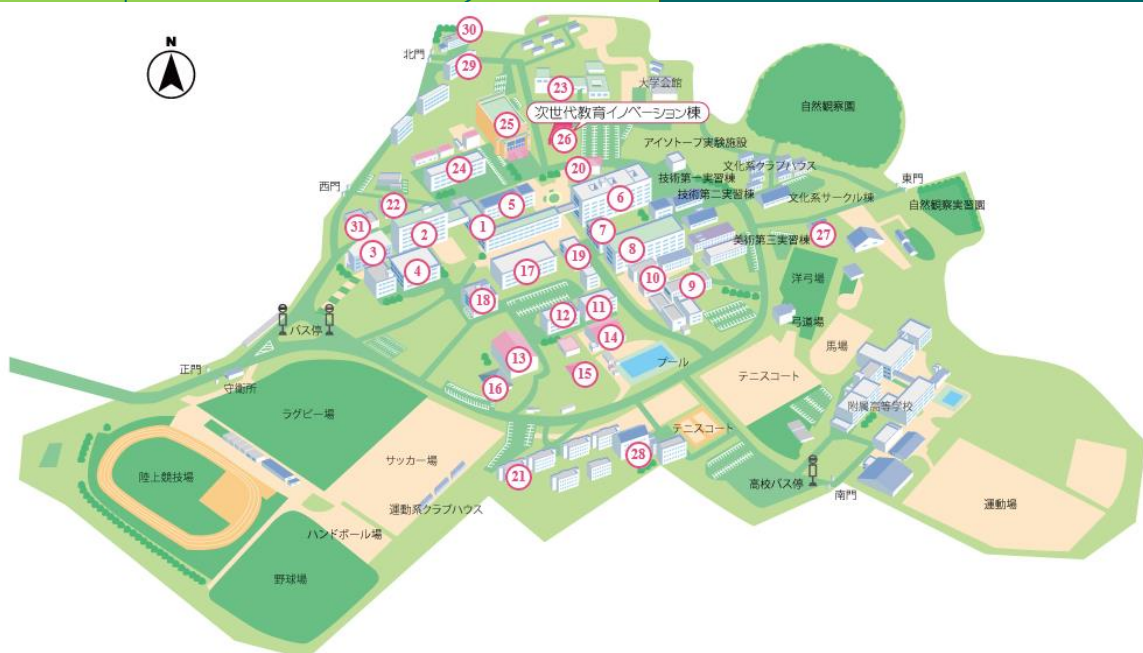 N
30
北門
29
大学会館
23
次世代教育イノベーション棟
自然観察園
25
26
アイソトープ実験施設
文化系クラブハウス
24
20
技術第一実習棟
東門
西門
技術第二実習棟
5
6
文化系サークル棟
自然観察実習園
22
31
1
7
2
美術第三実習棟
27
3
8
19
4
17
10
洋弓場
9
18
11
12
弓道場
バス停
14
馬場
13
プール
正門
15
テニスコート
守衛所
16
ラグビー場
附属高等学校
テニスコート
サッカー場
28
陸上競技場
21
高校バス停
南門
運動系クラブハウス
運動場
ハンドボール場
野球場